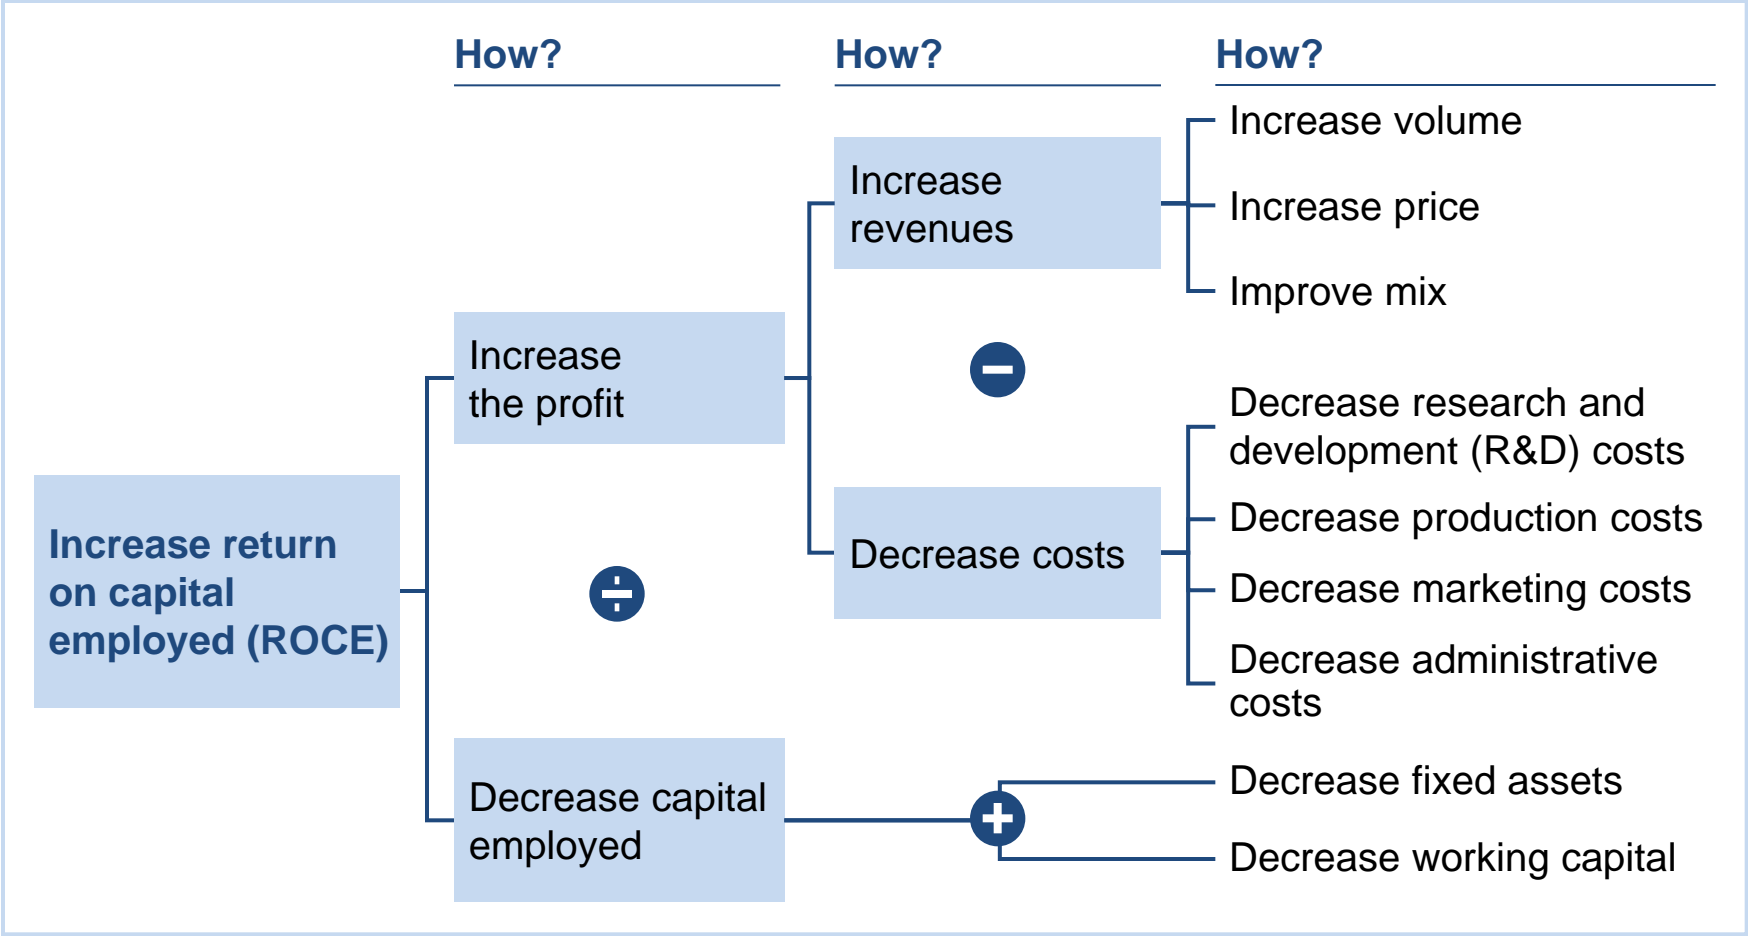 How?
How?
How?
Increase return
on capital
employed (ROCE)
Increase
the profit
Decrease capital
employed
Increase
revenues
Decrease costs
Increase volume
Increase price
Improve mix
Decrease research and
development (R&D) costs
Decrease production costs
Decrease marketing costs
Decrease administrative
costs
Decrease fixed assets
Decrease working capital